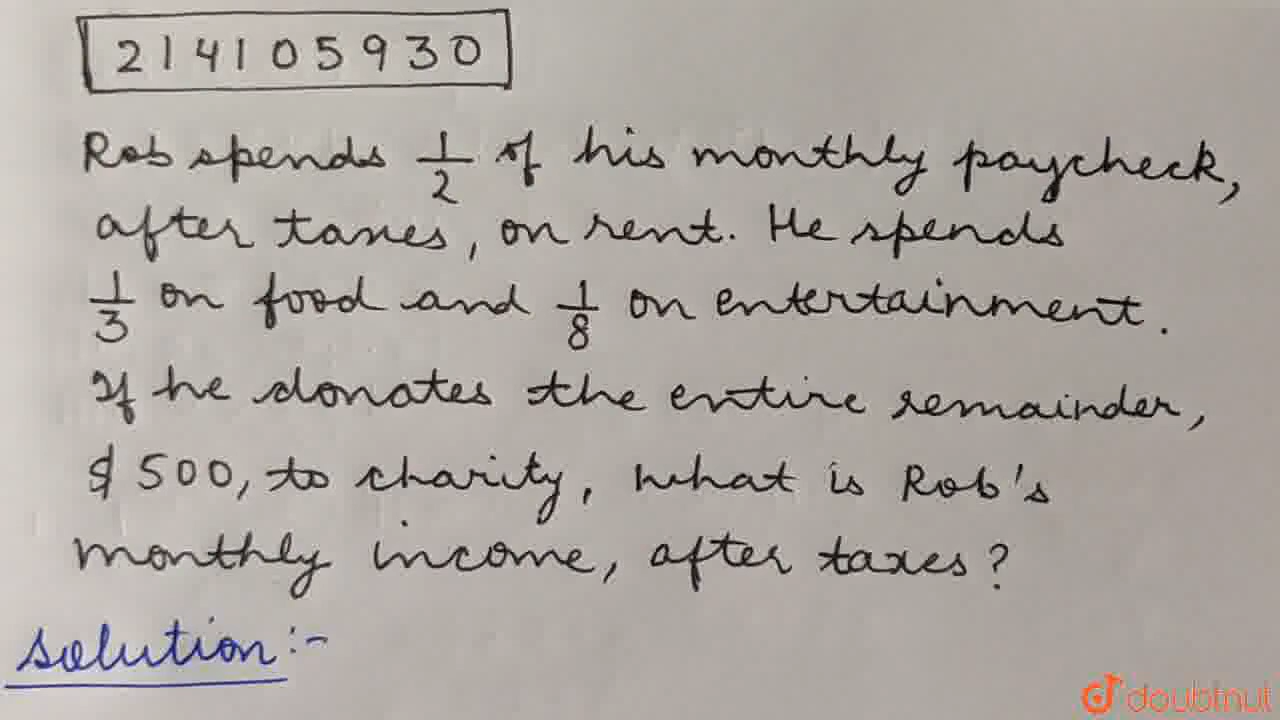 214105930
Rob spends 1/2 of his monthly paycheck,
after taxes, on rent. He spends
1/3 on food and 1/8 on entertainment.
If he donates the entire remainder,
$500, to charity, what is Rob's
monthly income, after taxes?
Solution:-
doubtnut